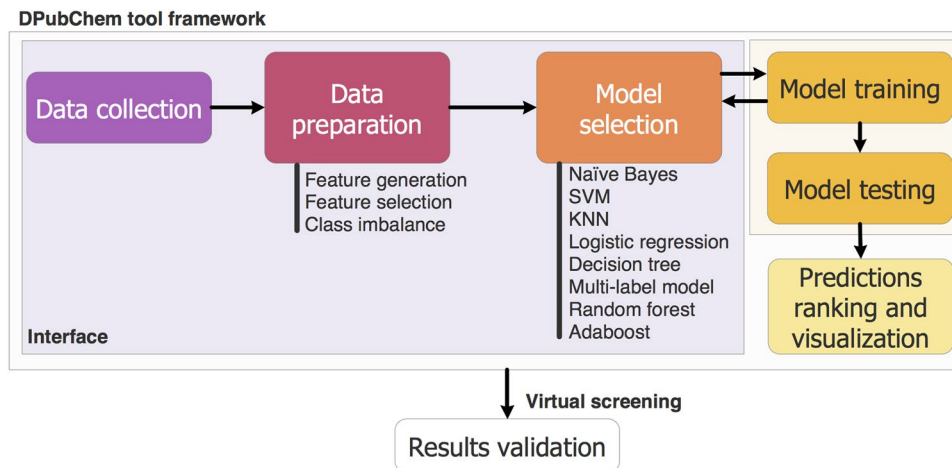 DPubChem tool framework
Data collection
Data
preparation
Feature generation
Feature selection
Class imbalance
Model
selection
Naïve Bayes
SVM
KNN
Logistic regression
Decision tree
Multi-label model
Random forest
Adaboost
Interface
Model training
Model testing
Predictions
ranking and
visualization
Virtual screening
Results validation